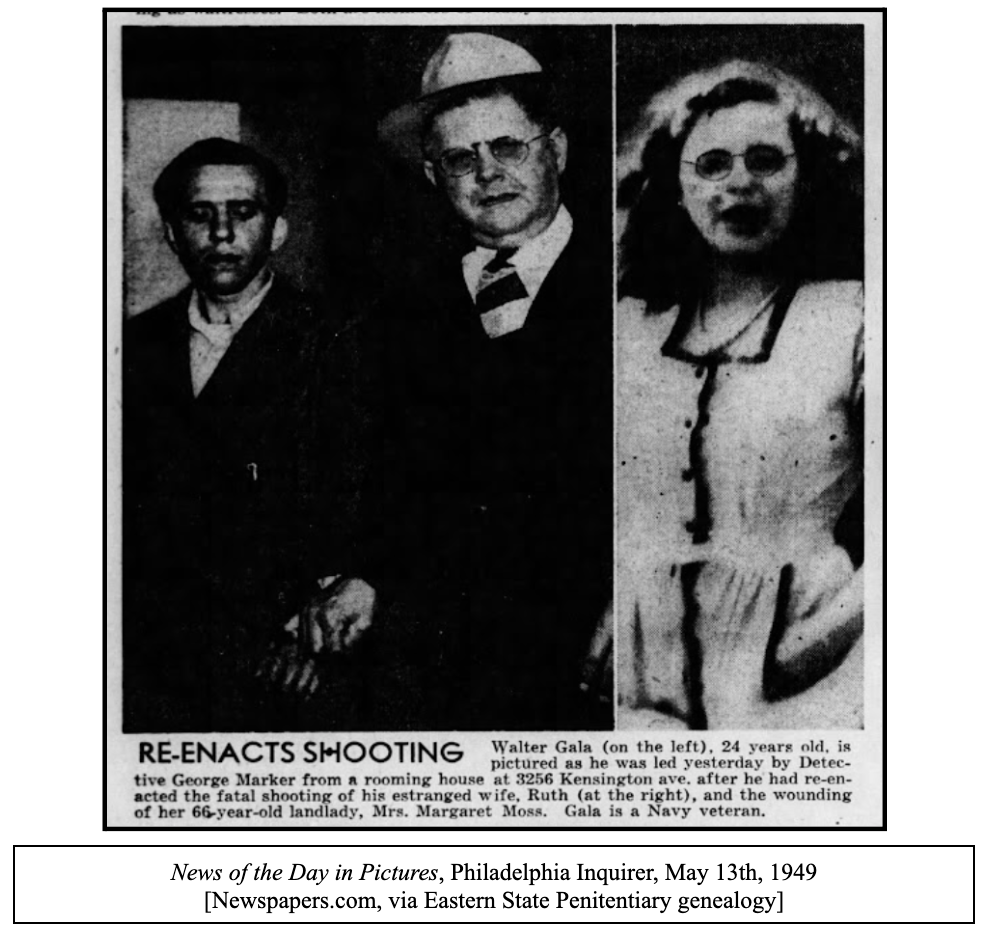 RE-ENACTS SHOOTING Walter Gala (on the left), 24 years old, is
pictured as he was led yesterday by Detec-
tive George Marker from a rooming house at 3256 Kensington ave. after he had re-en-
acted the fatal shooting of his estranged wife, Ruth (at the right), and the wounding
of her 66-year-old landlady, Mrs. Margaret Moss. Gala is a Navy veteran.
News of the Day in Pictures, Philadelphia Inquirer, May 13th, 1949
[Newspapers.com, via Eastern State Penitentiary genealogy]